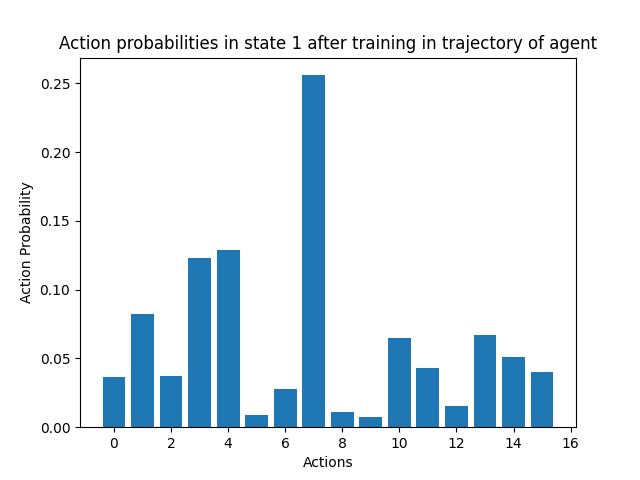 Action probabilities in state 1 after training in trajectory of agent
0.25
0.20
0.15
0.10
0.05
0.00
Action Probability
0 2 4 6 8 10 12 14 16
Actions